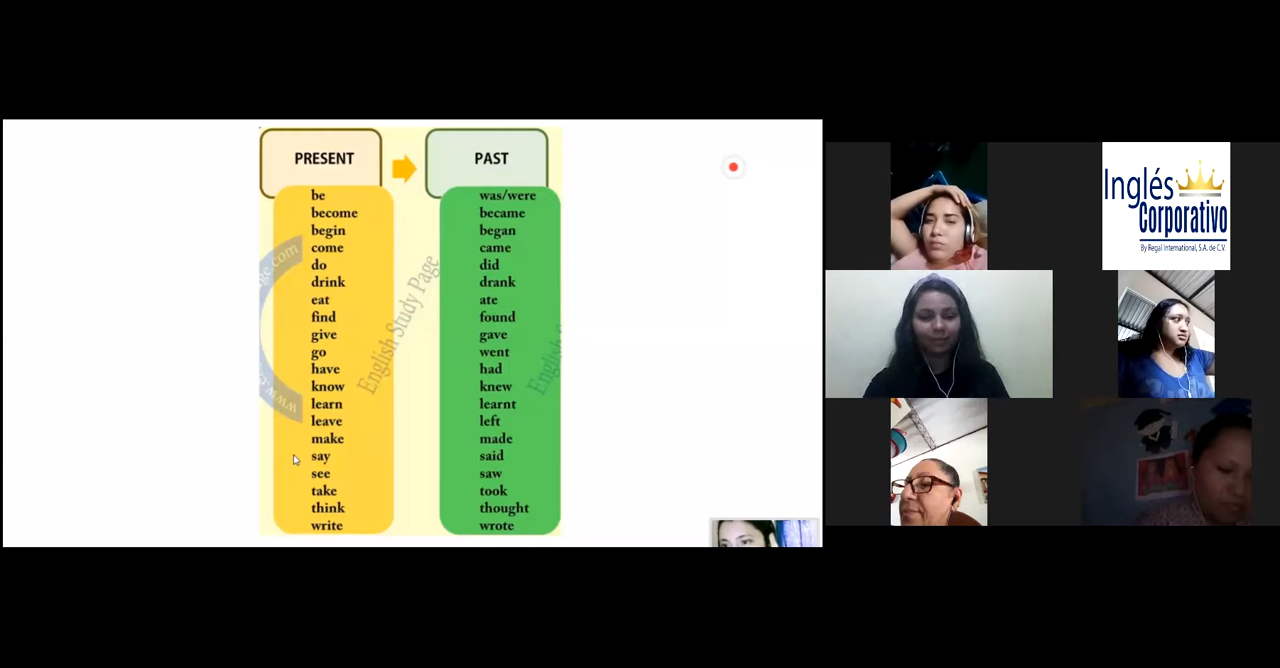 PRESENT PAST
be was/were
become became
begin began
come came
do did
drink drank
eat ate
find found
give gave
go went
have had
know knew
learn learnt
leave left
make made
say said
see saw
take took
think thought
write wrote
English Study Page
Inglés
Corporativo
By Regal International, S.A. de C.V.